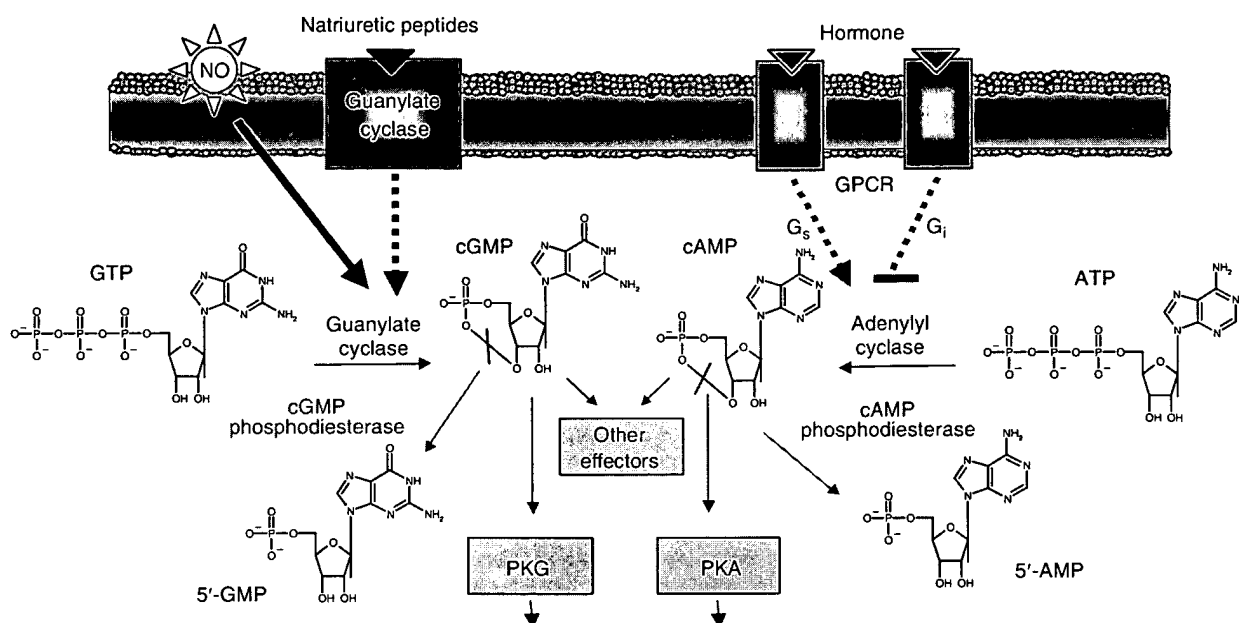 Natriuretic peptides
Hormone
NO
Guanylate
cyclase
GPCR
Gs
Gi
cGMP
cAMP
GTP
ATP
Guanylate
cyclase
Adenylyl
cyclase
cGMP
phosphodiesterase
cAMP
phosphodiesterase
Other
effectors
PKG
PKA
5′-GMP
5′-AMP